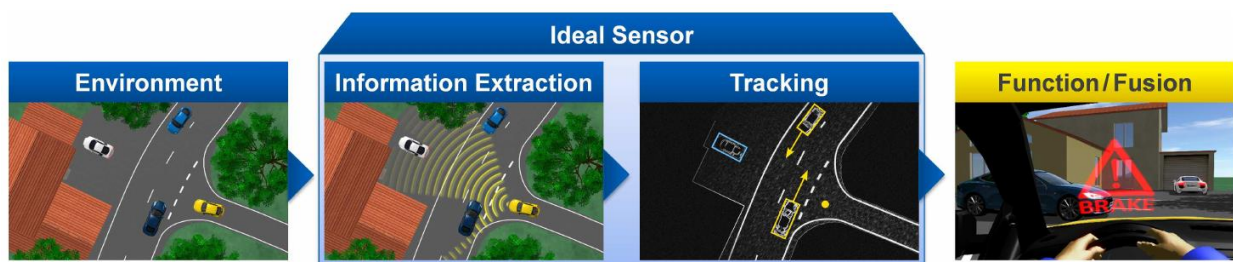 Ideal Sensor
Environment
Information Extraction
Tracking
Function / Fusion
BRAKE